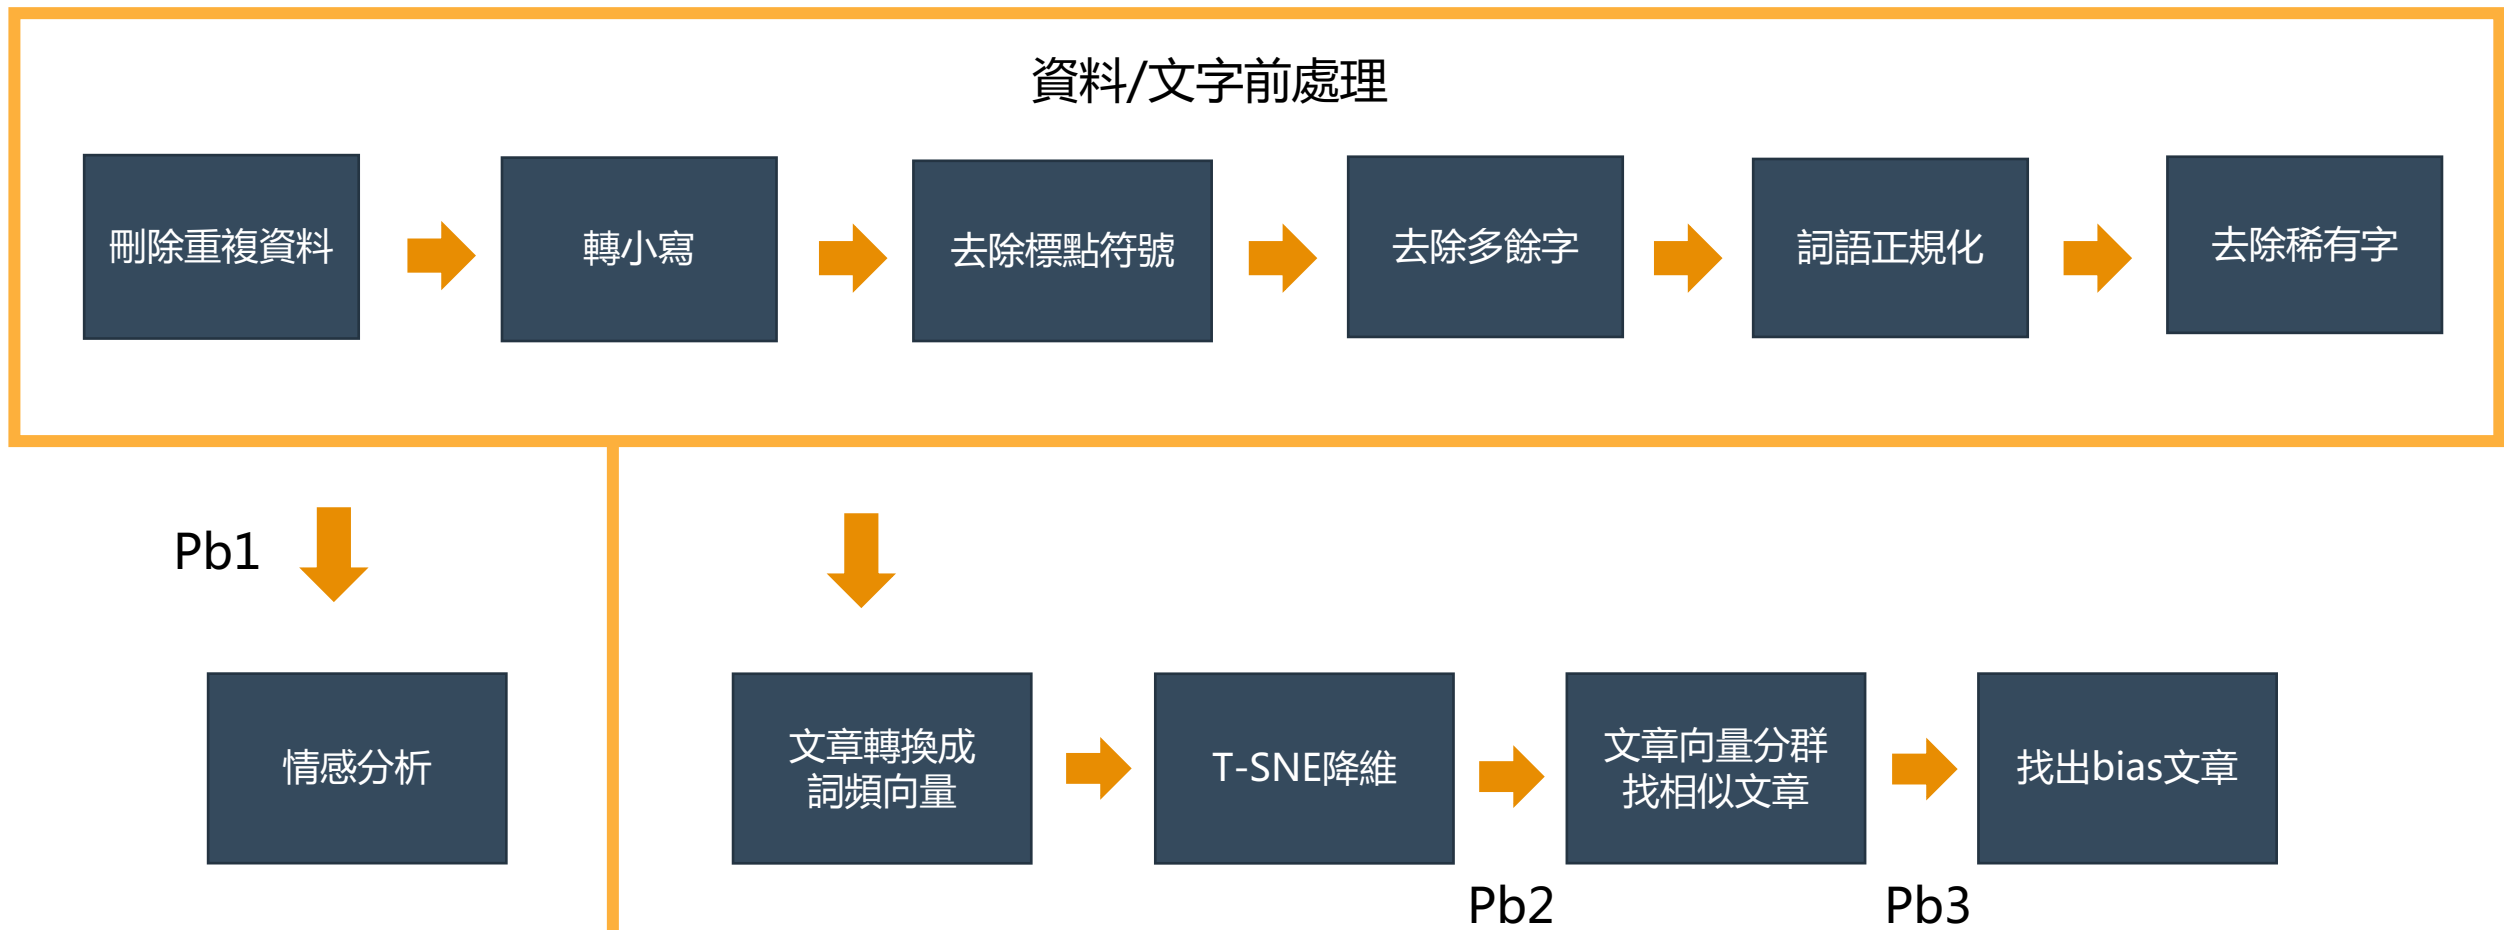 資料/文字前處理
刪除重複資料
轉小寫
去除標點符號
去除多餘字
詞語正規化
去除稀有字
Pb1
情感分析
文章轉換成
詞頻向量
T-SNE降維
文章向量分群
找相似文章
找出bias文章
Pb2
Pb3